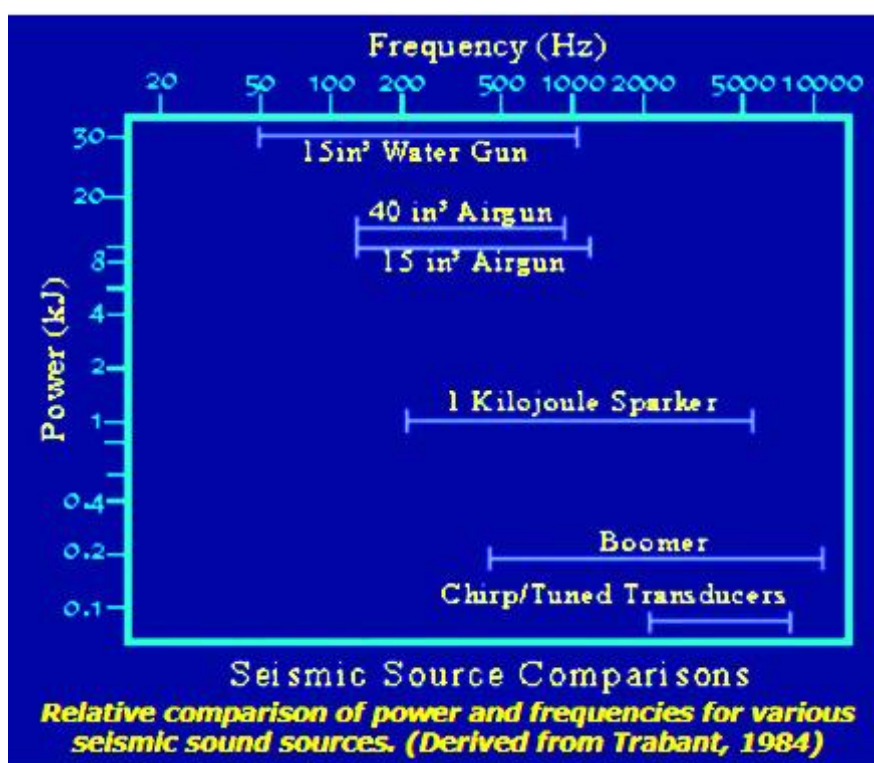 Frequency (Hz)
20 50 100 200 500 1000 2000 5000 10000
30
15in³ Water Gun
20
40 in³ Airgun
8
15 in³ Airgun
4
Power (kJ)
2
1 Kilojoule Sparker
1
0.4
Boomer
0.2
Chirp/Tuned Transducers
0.1
Seismic Source Comparisons
Relative comparison of power and frequencies for various
seismic sound sources. (Derived from Trabant, 1984)